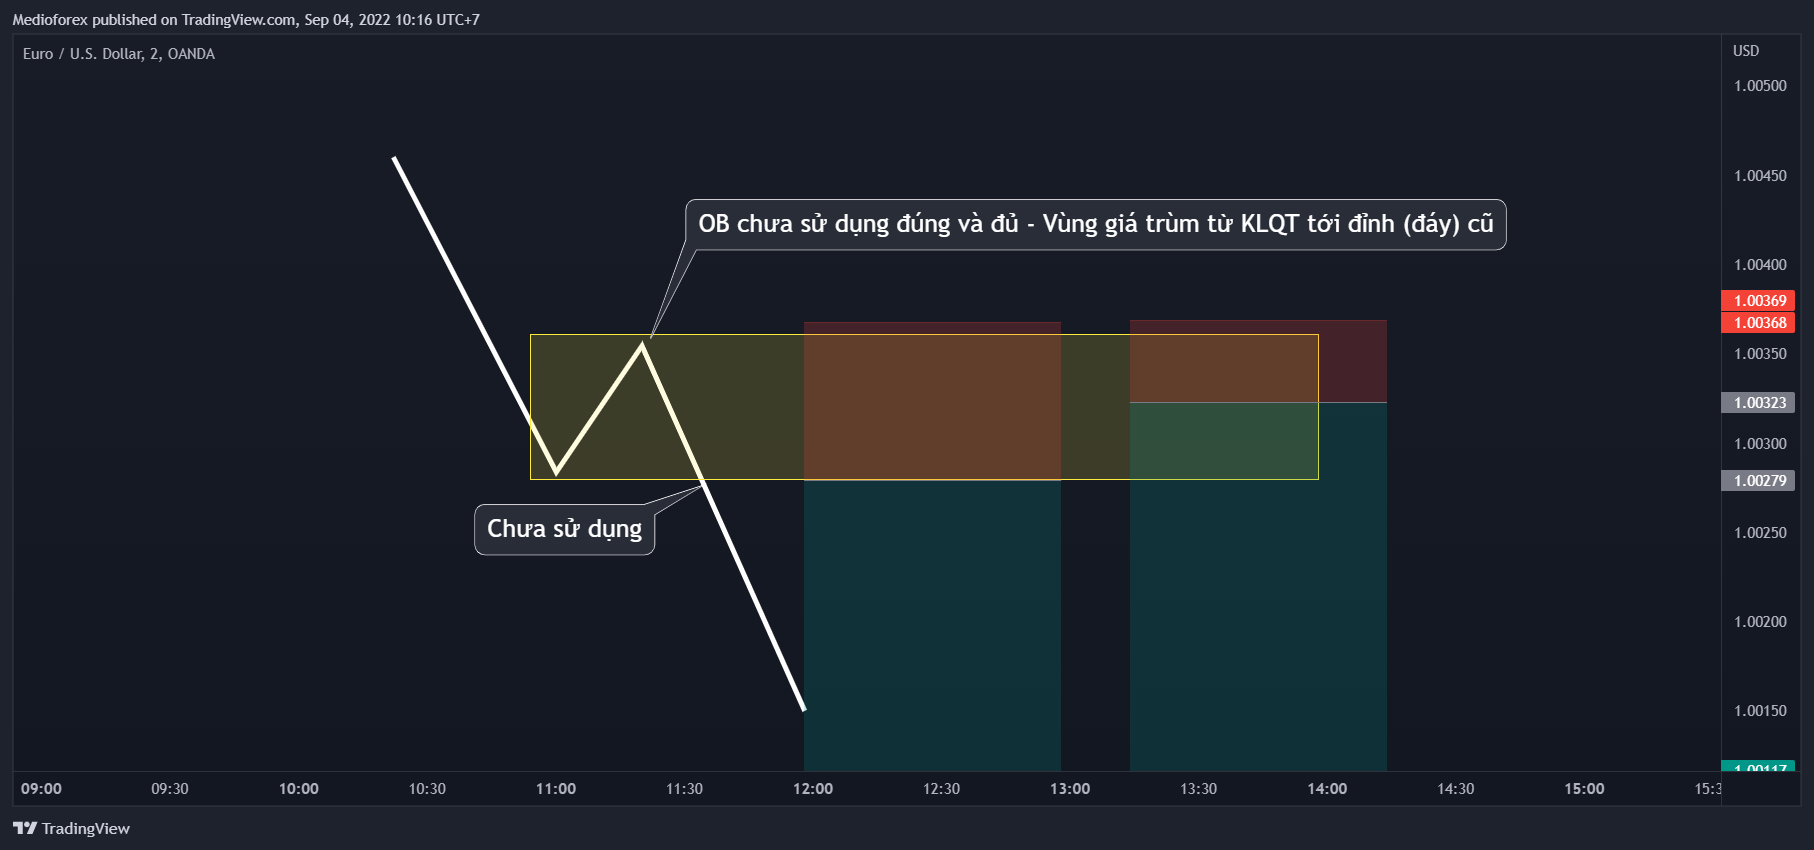 Medioforex published on TradingView.com, Sep 04, 2022 10:16 UTC+7
Euro / U.S. Dollar, 2, OANDA
USD
1.00500
1.00450
OB chưa sử dụng đúng và đủ - Vùng giá trùm từ KLQT tới đỉnh (đáy) cũ
1.00400
1.00369
1.00368
1.00350
1.00323
1.00300
1.00279
Chưa sử dụng
1.00250
1.00200
1.00150
1.00117
09:00 09:30 10:00 10:30 11:00 11:30 12:00 12:30 13:00 13:30 14:00 14:30 15:00 15:3
TradingView